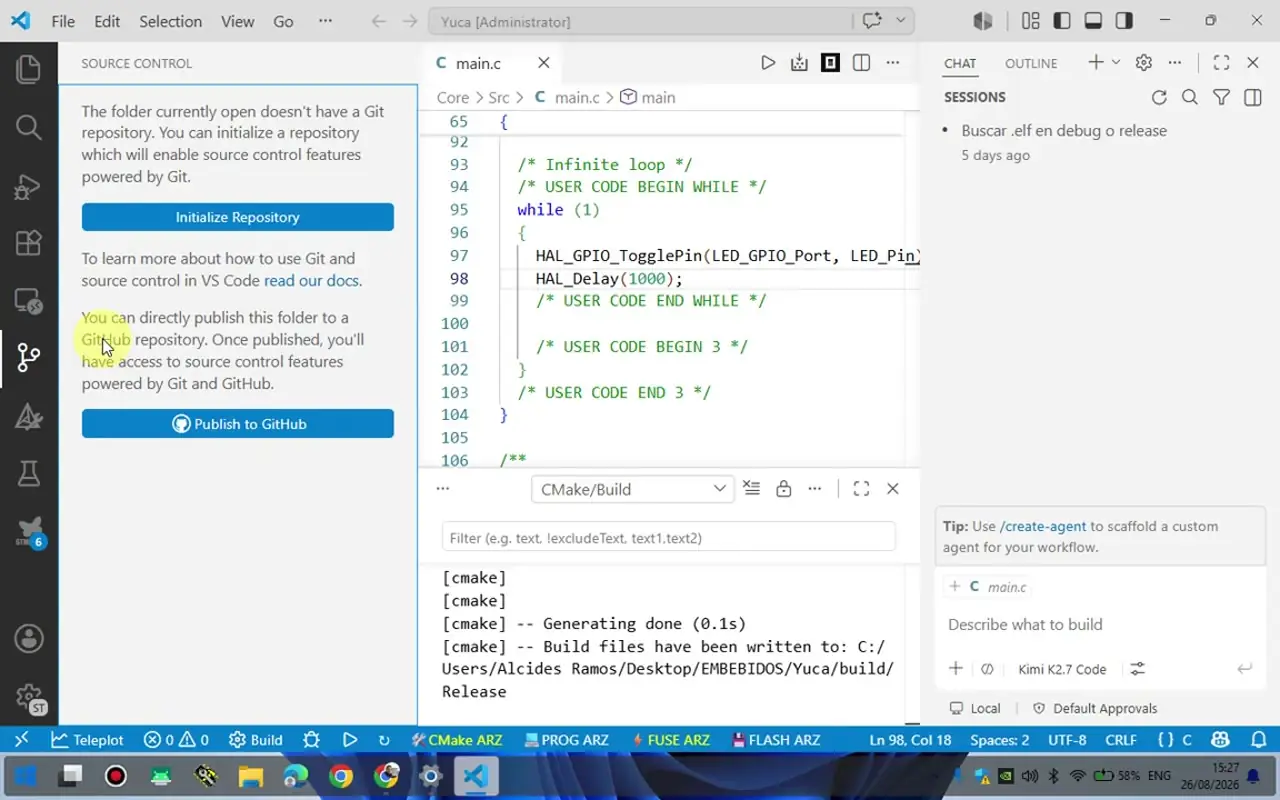 File Edit Selection View Go ···
Yuca [Administrator]
SOURCE CONTROL
The folder currently open doesn't have a Git
repository. You can initialize a repository
which will enable source control features
powered by Git.
Initialize Repository
To learn more about how to use Git and
source control in VS Code read our docs.
You can directly publish this folder to a
GitHub repository. Once published, you'll
have access to source control features
powered by Git and GitHub.
Publish to GitHub
6
ST
C main.c
Core > Src > C main.c > main
65 {
92
93 /* Infinite loop */
94 /* USER CODE BEGIN WHILE */
95 while (1)
96 {
97 HAL_GPIO_TogglePin(LED_GPIO_Port, LED_Pin)
98 HAL_Delay(1000);
99 /* USER CODE END WHILE */
100
101 /* USER CODE BEGIN 3 */
102 }
103 /* USER CODE END 3 */
104 }
105
106 /**
··· CMake/Build ···
Filter (e.g. text, !excludeText, text1,text2)
[cmake]
[cmake]
[cmake] -- Generating done (0.1s)
[cmake] -- Build files have been written to: C:/
Users/Alcides Ramos/Desktop/EMBEBIDOS/Yuca/build/
Release
CHAT OUTLINE
SESSIONS
• Buscar .elf en debug o release
5 days ago
Tip: Use /create-agent to scaffold a custom
agent for your workflow.
+ C main.c
Describe what to build
Kimi K2.7 Code
Local Default Approvals
Teleplot 0 0 Build CMake ARZ PROG ARZ FUSE ARZ FLASH ARZ Ln 98, Col 18 Spaces: 2 UTF-8 CRLF {} C
58% ENG 15:27
26/08/2026